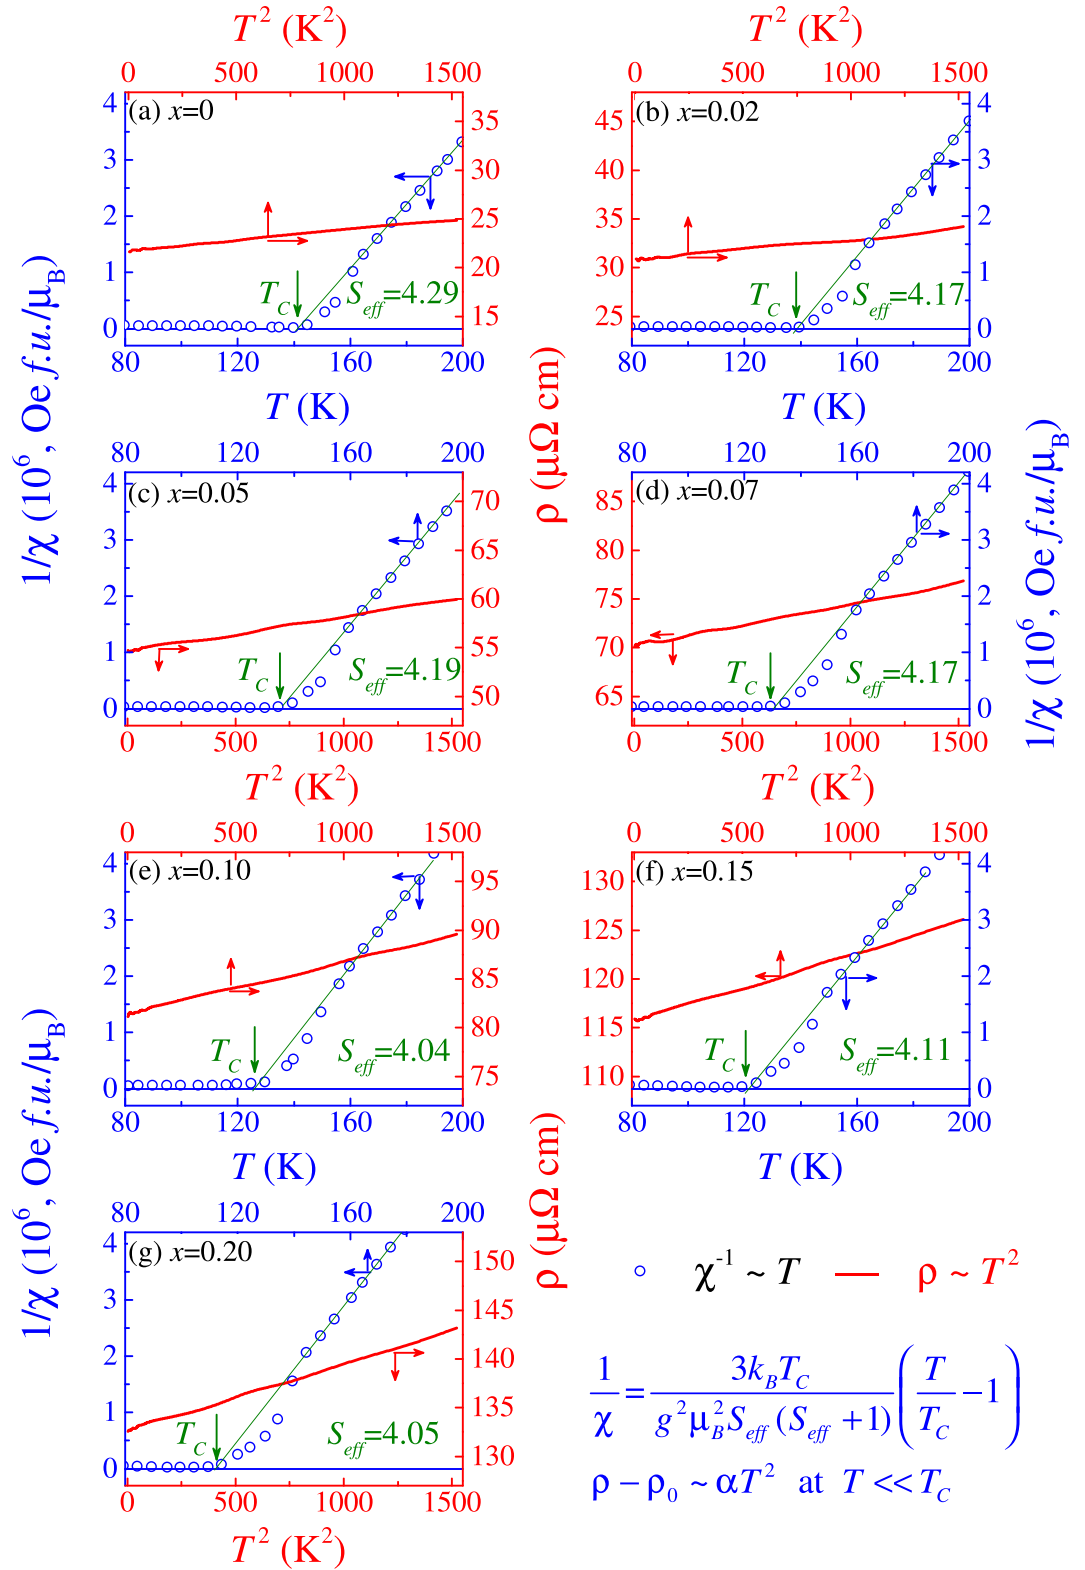 T² (K²) T² (K²)
0 500 1000 1500 0 500 1000 1500
(a) x=0
4 3 2 1 0
35 30 25 20 15
T_C S_eff=4.29
80 120 160 200
T (K)
(b) x=0.02
45 40 35 30 25
4 3 2 1 0
T_C S_eff=4.17
80 120 160 200
T (K)
1/χ (10⁶, Oe f.u./μ_B)
ρ (μΩ cm)
1/χ (10⁶, Oe f.u./μ_B)
80 120 160 200
(c) x=0.05
4 3 2 1 0
70 65 60 55 50
T_C S_eff=4.19
0 500 1000 1500
T² (K²)
80 120 160 200
(d) x=0.07
85 80 75 70 65
4 3 2 1 0
T_C S_eff=4.17
0 500 1000 1500
T² (K²)
0 500 1000 1500
(e) x=0.10
4 3 2 1 0
95 90 85 80 75
T_C S_eff=4.04
80 120 160 200
T (K)
0 500 1000 1500
(f) x=0.15
130 125 120 115 110
4 3 2 1 0
T_C S_eff=4.11
80 120 160 200
T (K)
1/χ (10⁶, Oe f.u./μ_B)
ρ (μΩ cm)
80 120 160 200
(g) x=0.20
4 3 2 1 0
150 145 140 135 130
T_C S_eff=4.05
0 500 1000 1500
T² (K²)
χ⁻¹ ~ T ρ ~ T²
1/χ = 3k_BT_C / g²μ_B²S_eff(S_eff+1) (T/T_C −1)
ρ − ρ₀ ~ αT² at T << T_C